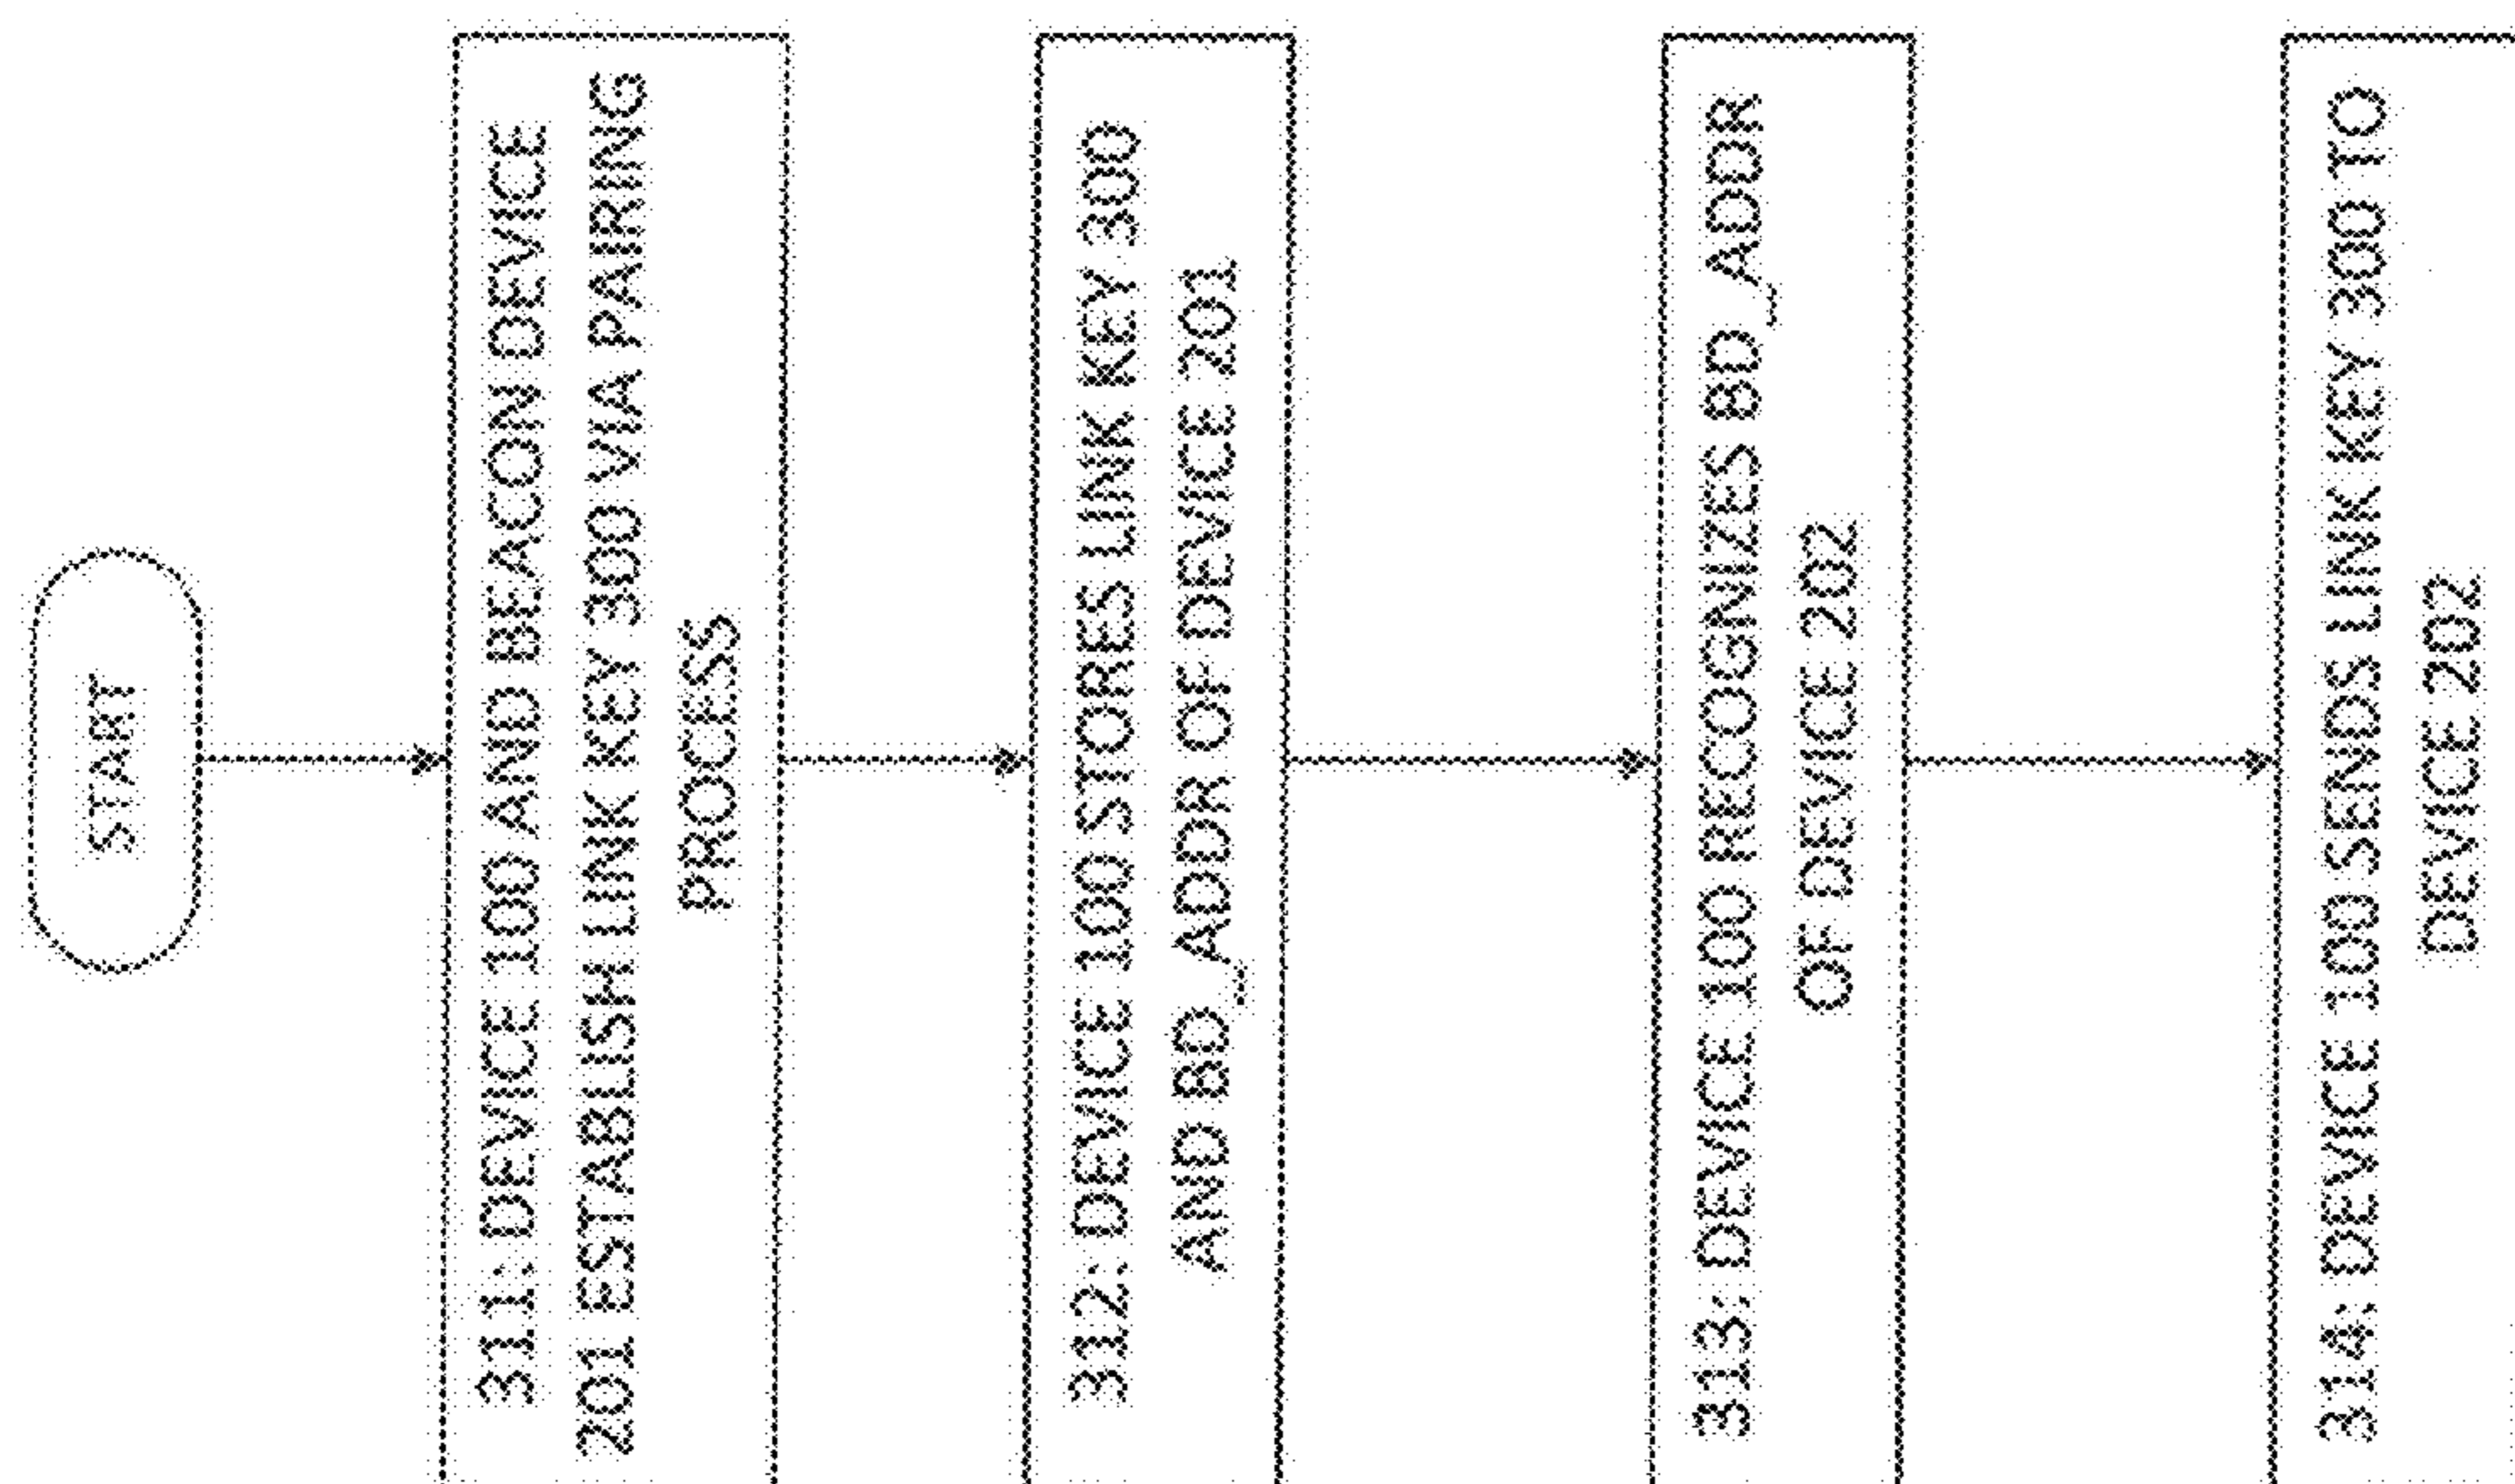 START
311: DEVICE 100 AND BEACON DEVICE
201 ESTABLISH LINK KEY 300 VIA PAIRING
PROCESS
312: DEVICE 100 STORES LINK KEY 300
AND BD_ADDR OF DEVICE 201
313: DEVICE 100 RECOGNIZES BD_ADDR
OF DEVICE 202
314: DEVICE 100 SENDS LINK KEY 300 TO
DEVICE 202